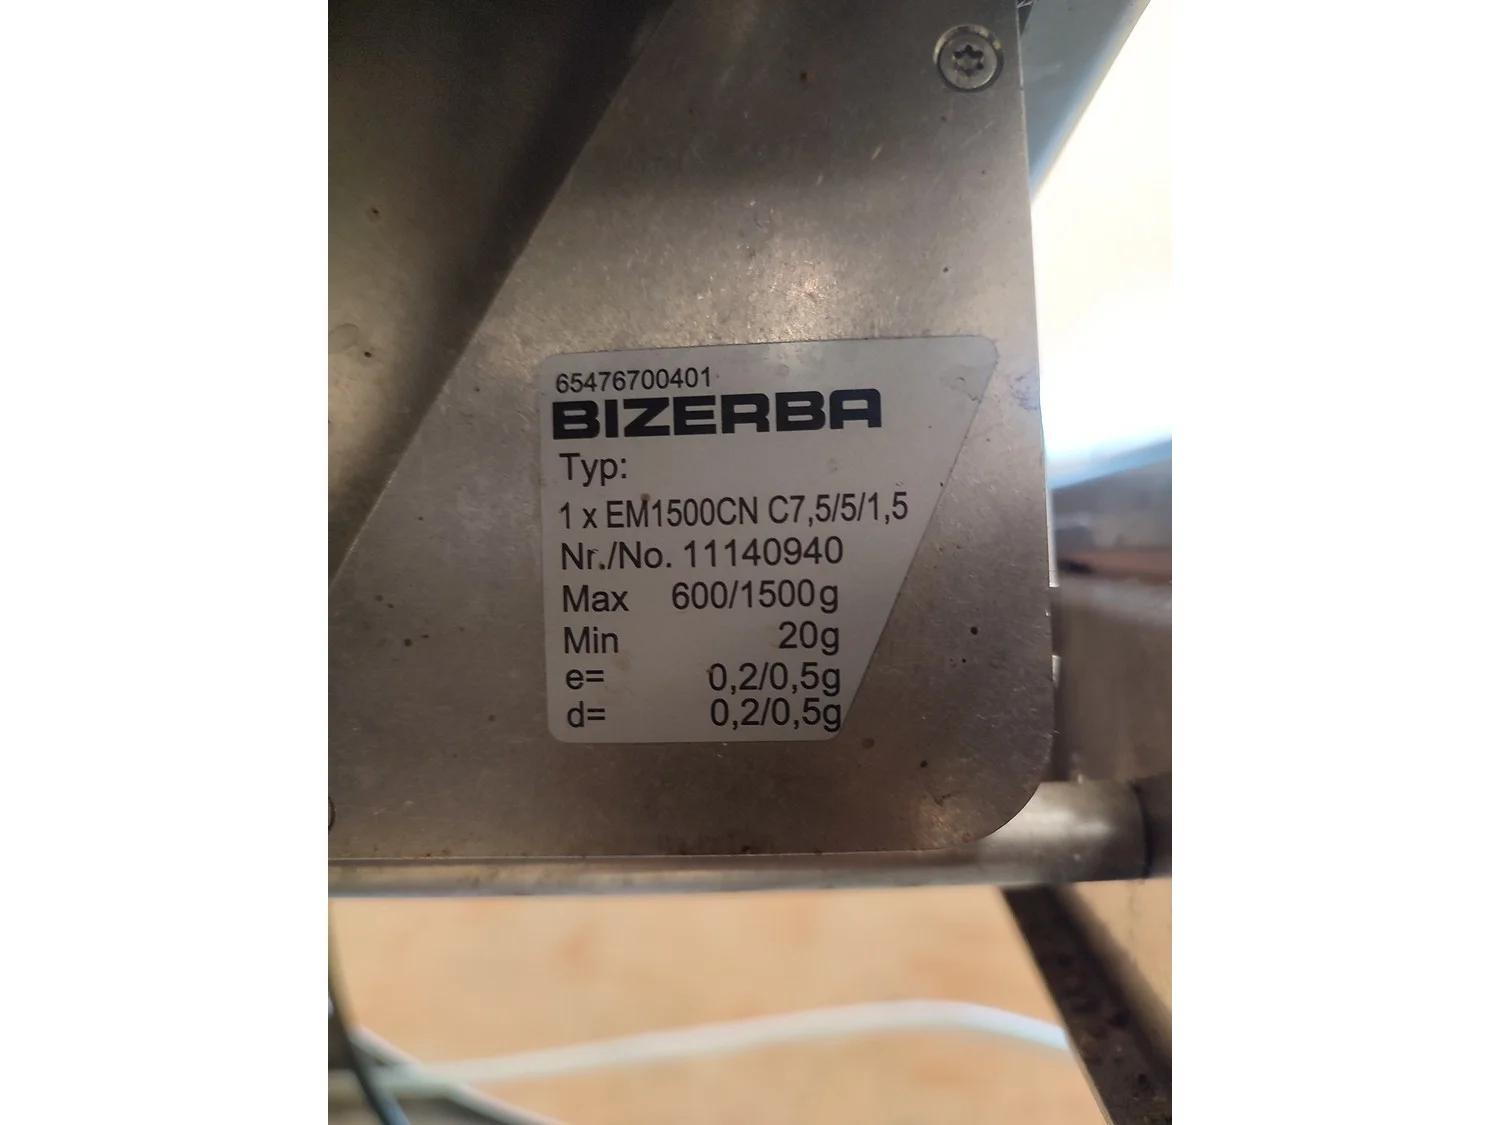 65476700401
BIZERBA
Typ:
1 x EM1500CN C7,5/5/1,5
Nr./No. 11140940
Max 600/1500g
Min 20g
e= 0,2/0,5g
d= 0,2/0,5g